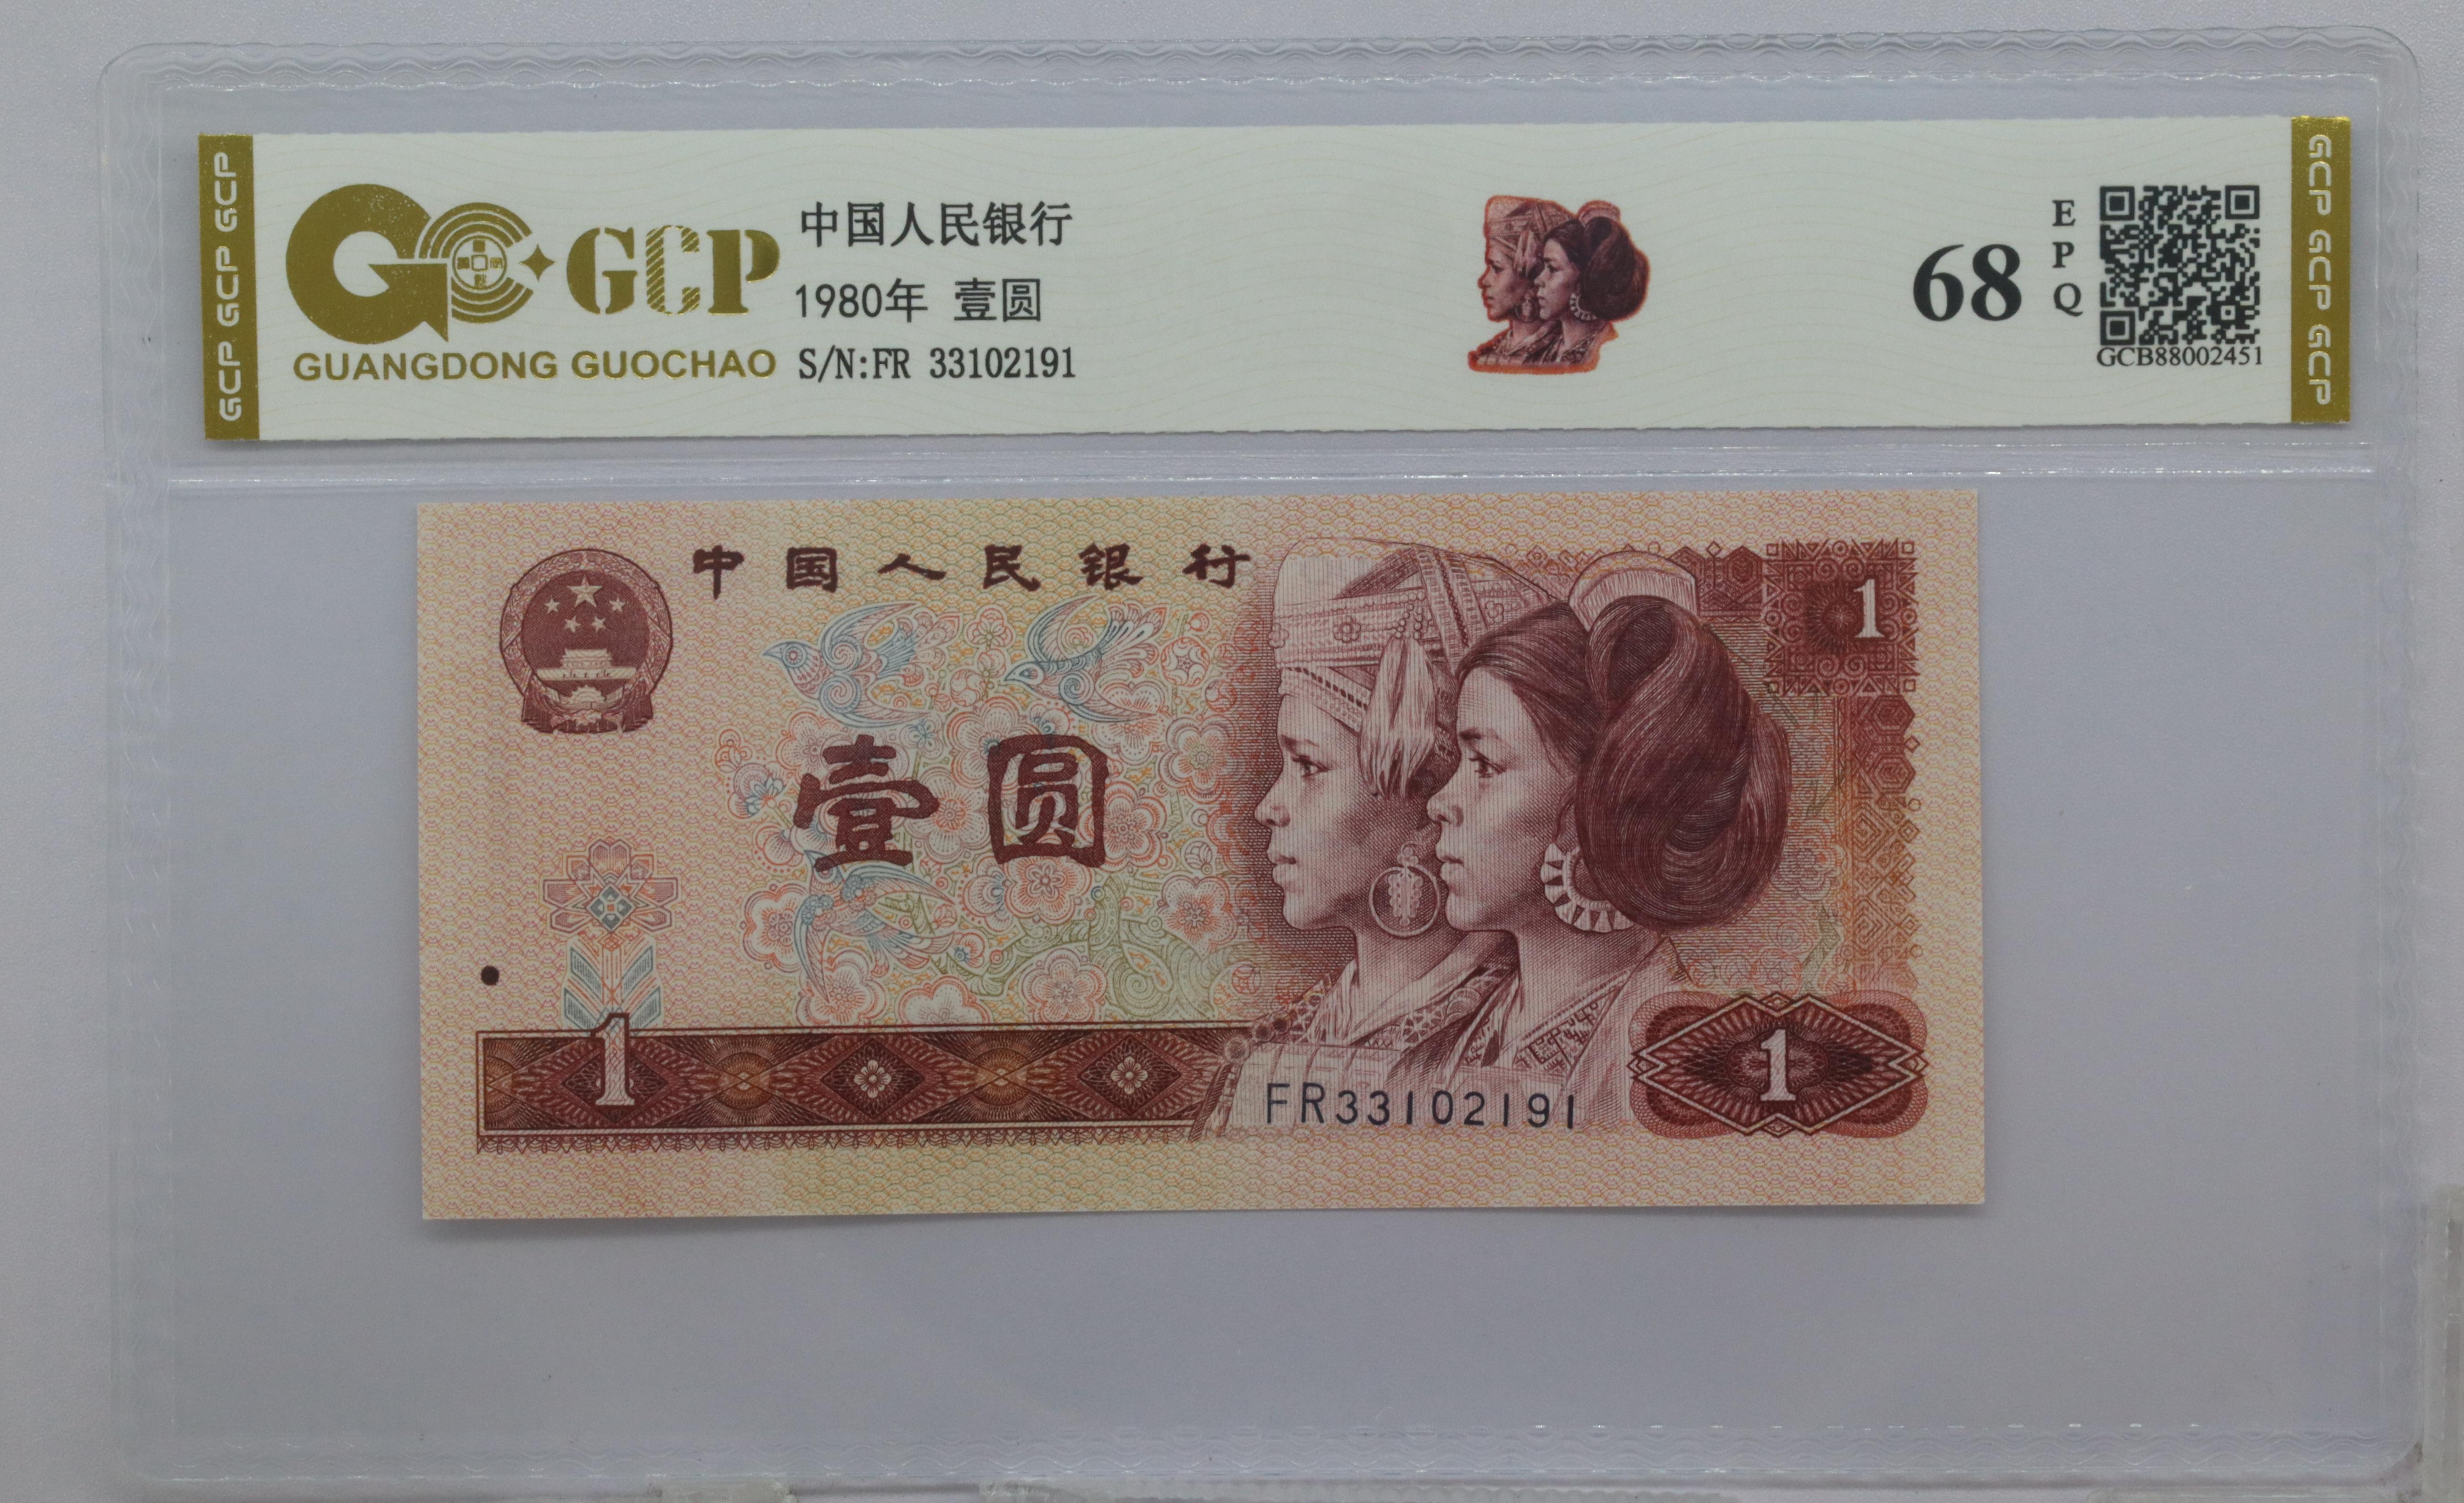 GCP GCP GCP
GCP
GUANGDONG GUOCHAO
中国人民银行
1980年 壹圆
S/N:FR 33102191
68
EPQ
GCB88002451
GCP GCP GCP
中国人民银行
1
壹圆
1
FR33102191
1